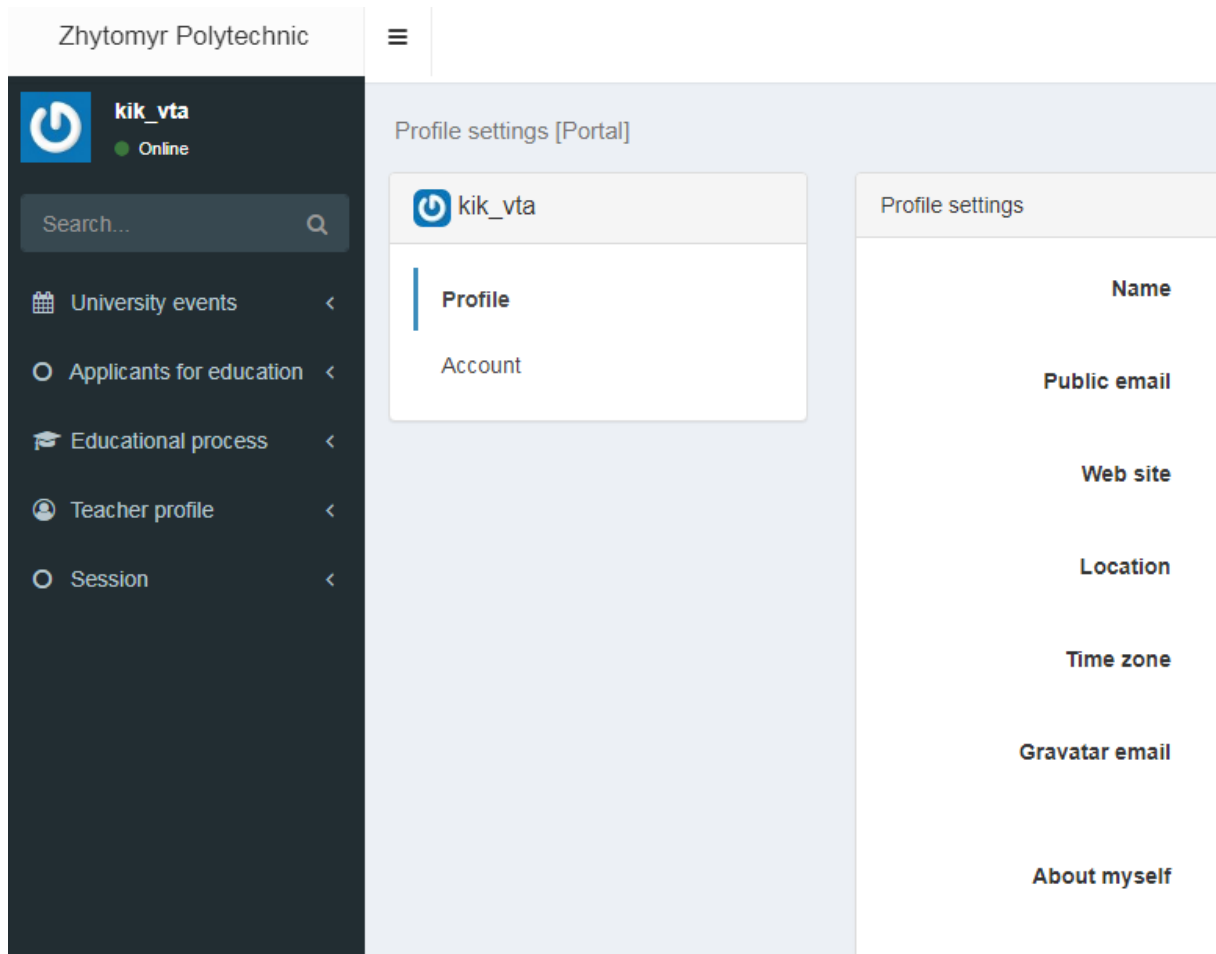 Zhytomyr Polytechnic
kik_vta
Online
Search...
University events
Applicants for education
Educational process
Teacher profile
Session
Profile settings [Portal]
kik_vta
Profile
Account
Profile settings
Name
Public email
Web site
Location
Time zone
Gravatar email
About myself